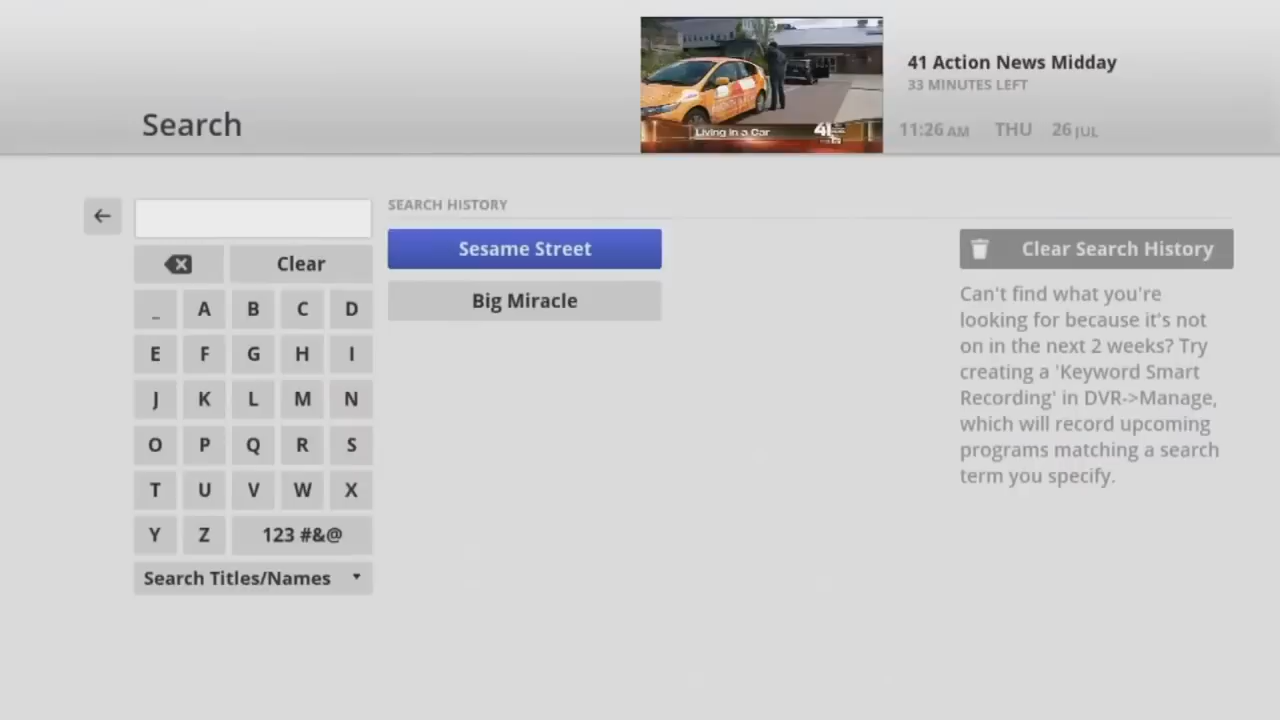 41 Action News Midday
33 MINUTES LEFT
Search
Living in a Car
41
11:26 AM THU 26 JUL
SEARCH HISTORY
Sesame Street
Clear Search History
Clear
Big Miracle
Can't find what you're
looking for because it's not
on in the next 2 weeks? Try
creating a 'Keyword Smart
Recording' in DVR->Manage,
which will record upcoming
programs matching a search
term you specify.
_ A B C D
E F G H I
J K L M N
O P Q R S
T U V W X
Y Z 123 #&@
Search Titles/Names